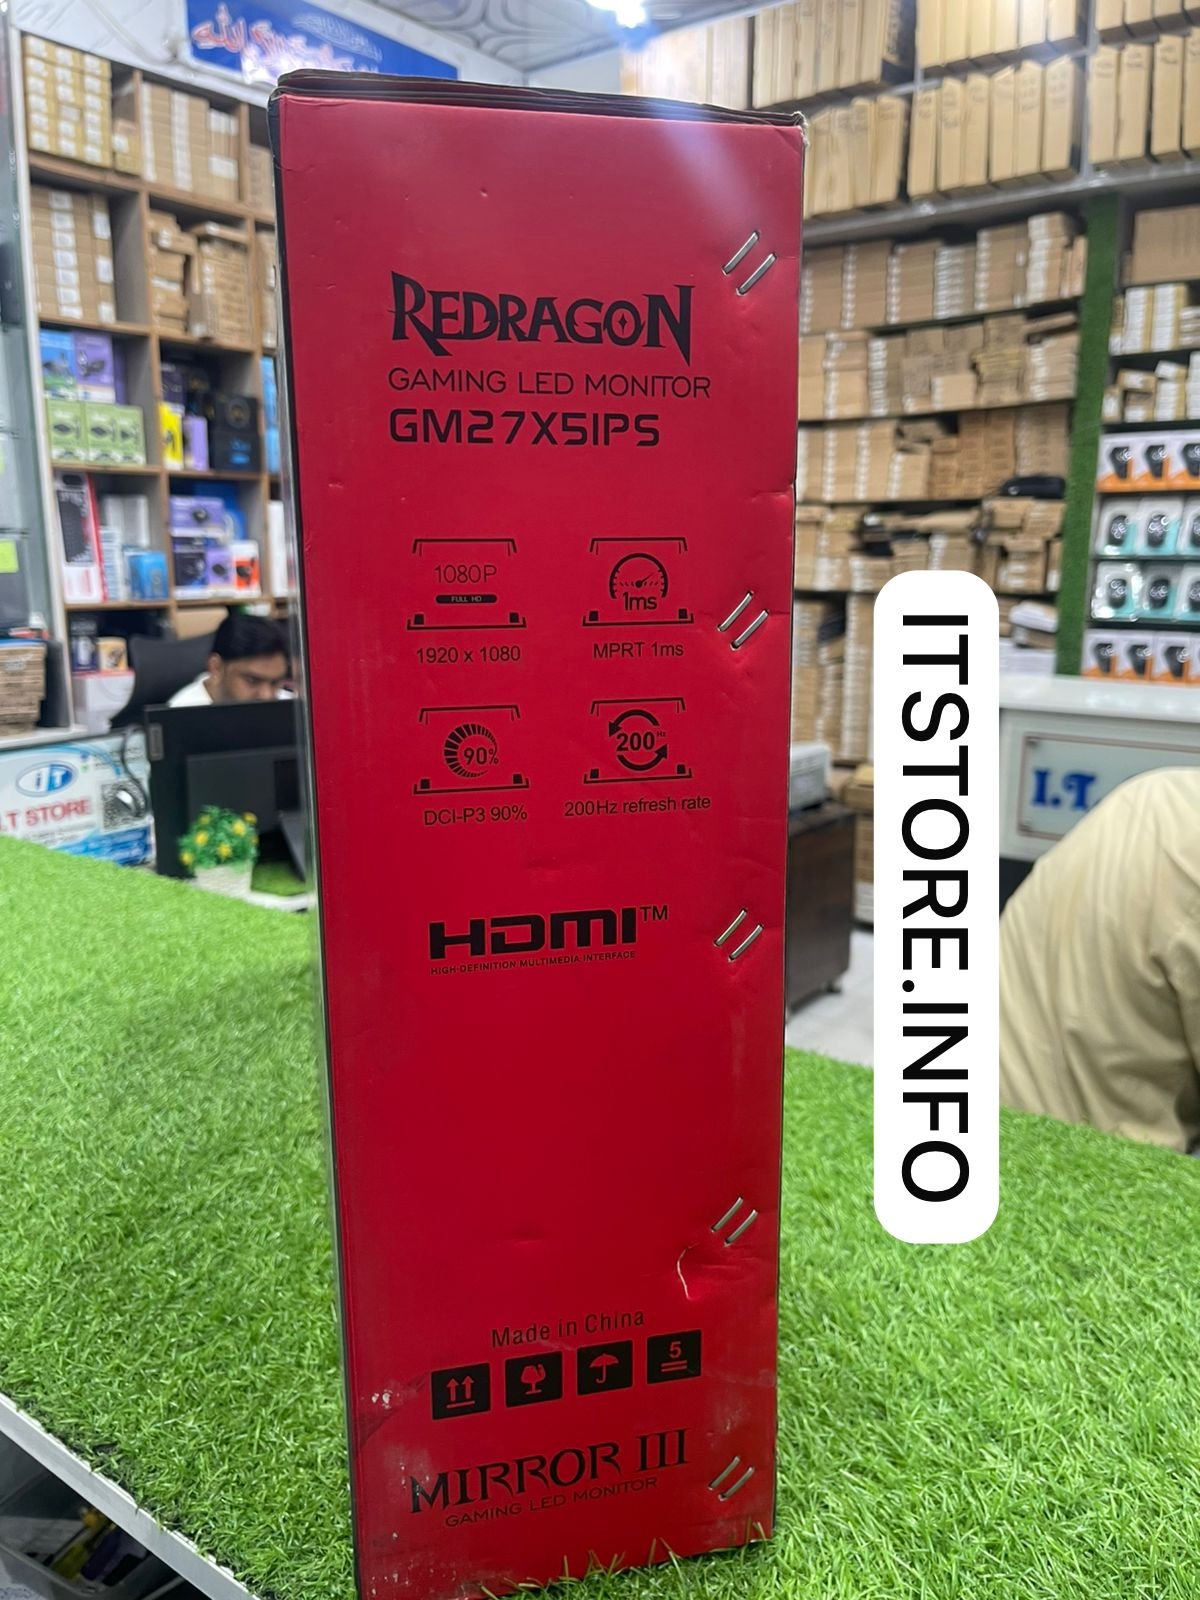 REDRAGON
GAMING LED MONITOR
GM27X5IPS
1080P
FULL HD
1920 x 1080
1ms
MPRT 1ms
90%
DCI-P3 90%
200Hz
200Hz refresh rate
HDMI™
HIGH-DEFINITION MULTIMEDIA INTERFACE
Made in China
5
MIRROR III
GAMING LED MONITOR
ITSTORE.INFO
iT
I.T STORE
I.T